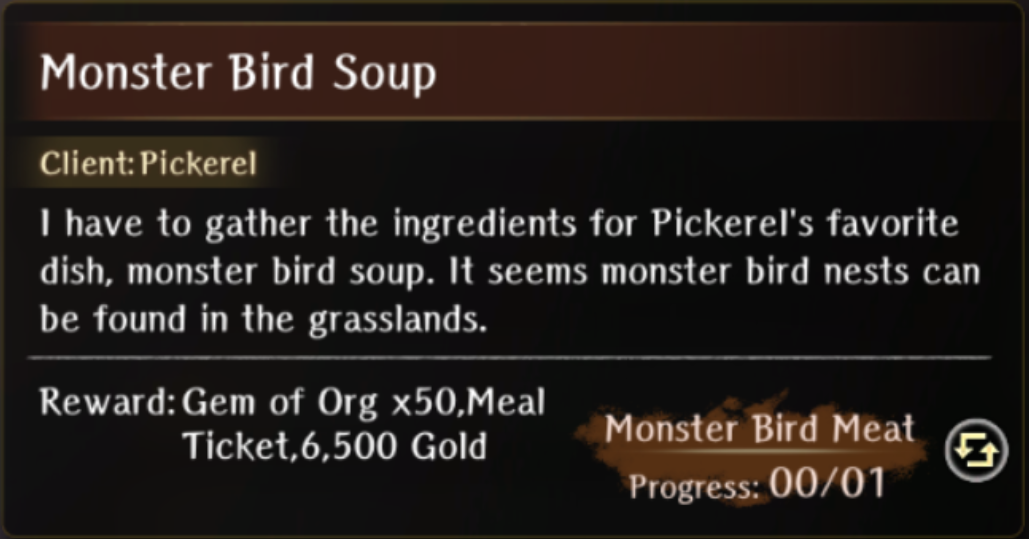 Monster Bird Soup
Client:Pickerel
I have to gather the ingredients for Pickerel's favorite
dish, monster bird soup. It seems monster bird nests can
be found in the grasslands.
Reward:Gem of Org x50,Meal
Ticket,6,500 Gold
Monster Bird Meat
Progress: 00/01